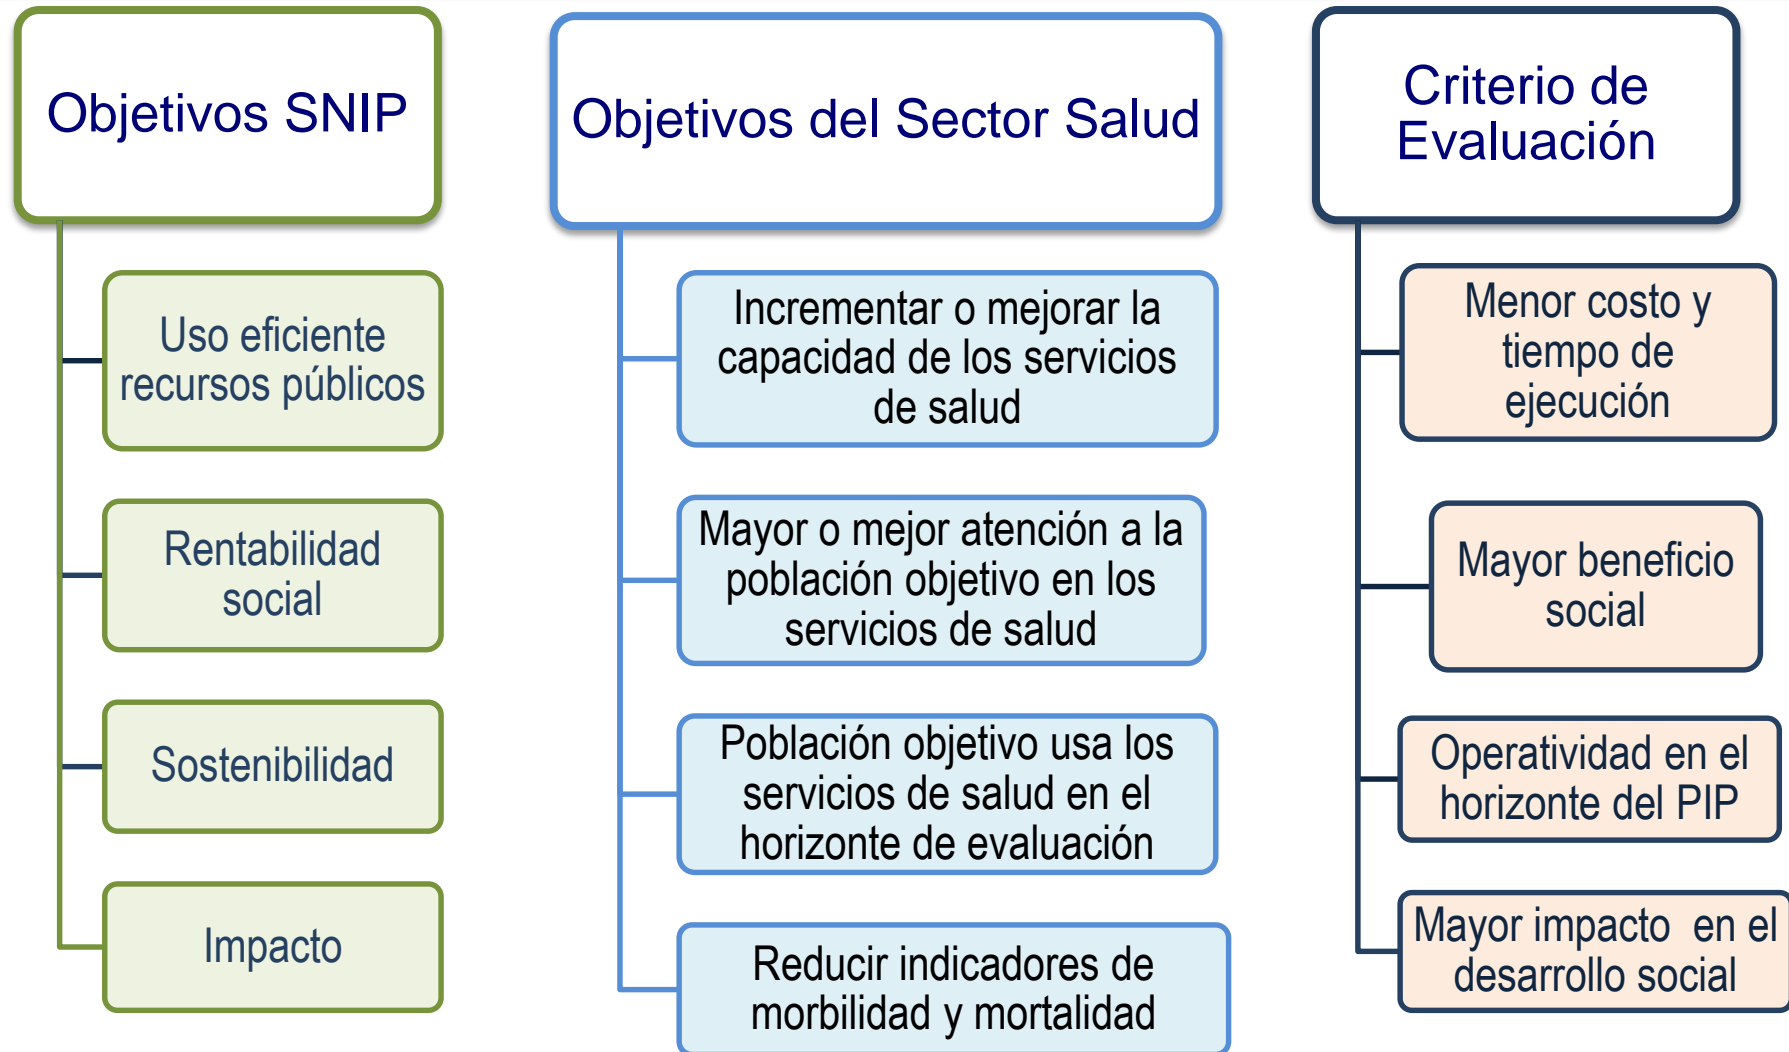 Objetivos SNIP
Uso eficiente
recursos públicos
Rentabilidad
social
Sostenibilidad
Impacto
Objetivos del Sector Salud
Incrementar o mejorar la
capacidad de los servicios
de salud
Mayor o mejor atención a la
población objetivo en los
servicios de salud
Población objetivo usa los
servicios de salud en el
horizonte de evaluación
Reducir indicadores de
morbilidad y mortalidad
Criterio de
Evaluación
Menor costo y
tiempo de
ejecución
Mayor beneficio
social
Operatividad en el
horizonte del PIP
Mayor impacto en el
desarrollo social